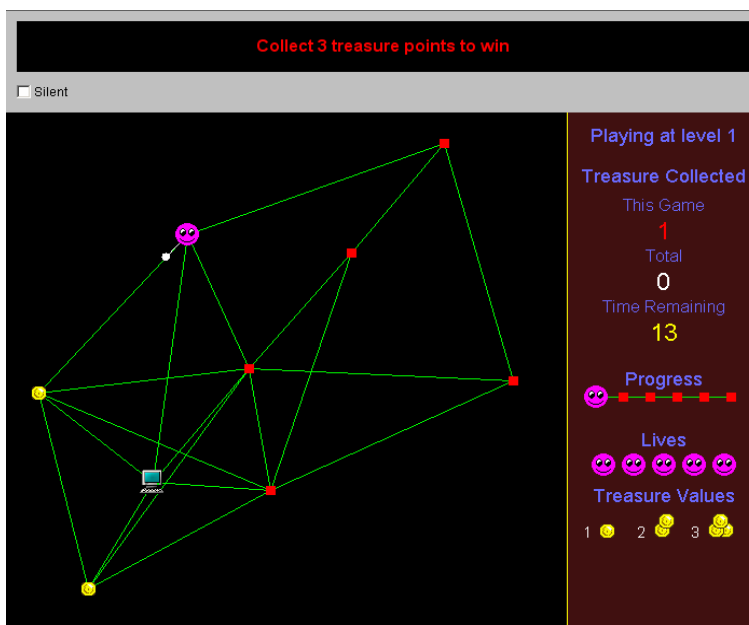 Collect 3 treasure points to win
Silent
Playing at level 1
Treasure Collected
This Game
1
Total
0
Time Remaining
13
Progress
Lives
Treasure Values
1 2 3